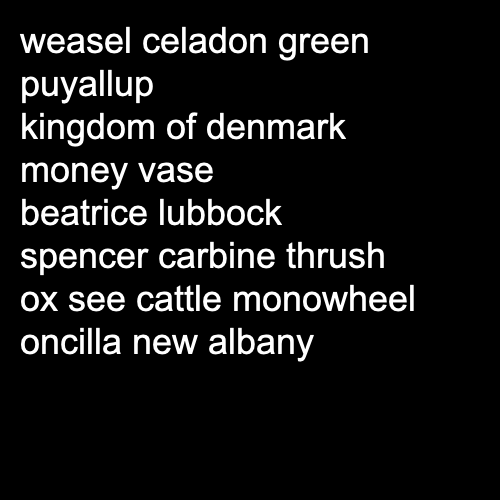 weasel celadon green
puyallup
kingdom of denmark
money vase
beatrice lubbock
spencer carbine thrush
ox see cattle monowheel
oncilla new albany